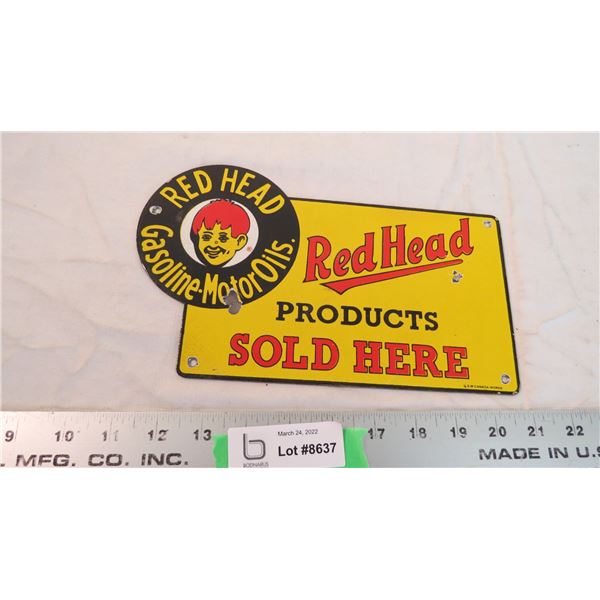 RED HEAD
Gasoline-Motor Oils.
®
Red Head
PRODUCTS
SOLD HERE
9 10 11 12 13 17 18 19 20 21 22
MFG. CO. INC.
MADE IN U.S
b
BODNARUS
March 24, 2022
Lot #8637